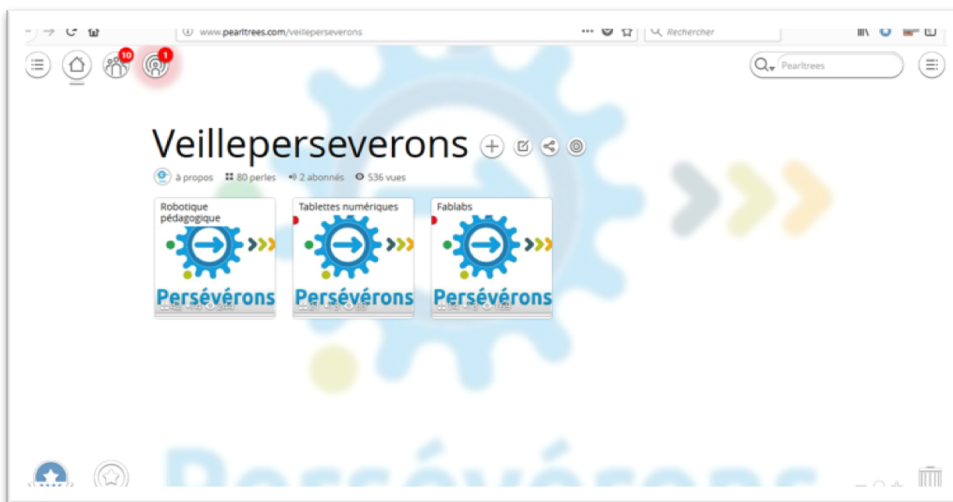 www.pearltrees.com/veilleperseverons
Rechercher
10
1
Pearltrees
Veilleperseverons
à propos 80 perles 2 abonnés 536 vues
Robotique
pédagogique
Tablettes numériques
Fablabs
Persévérons
Persévérons
Persévérons
Persévérons